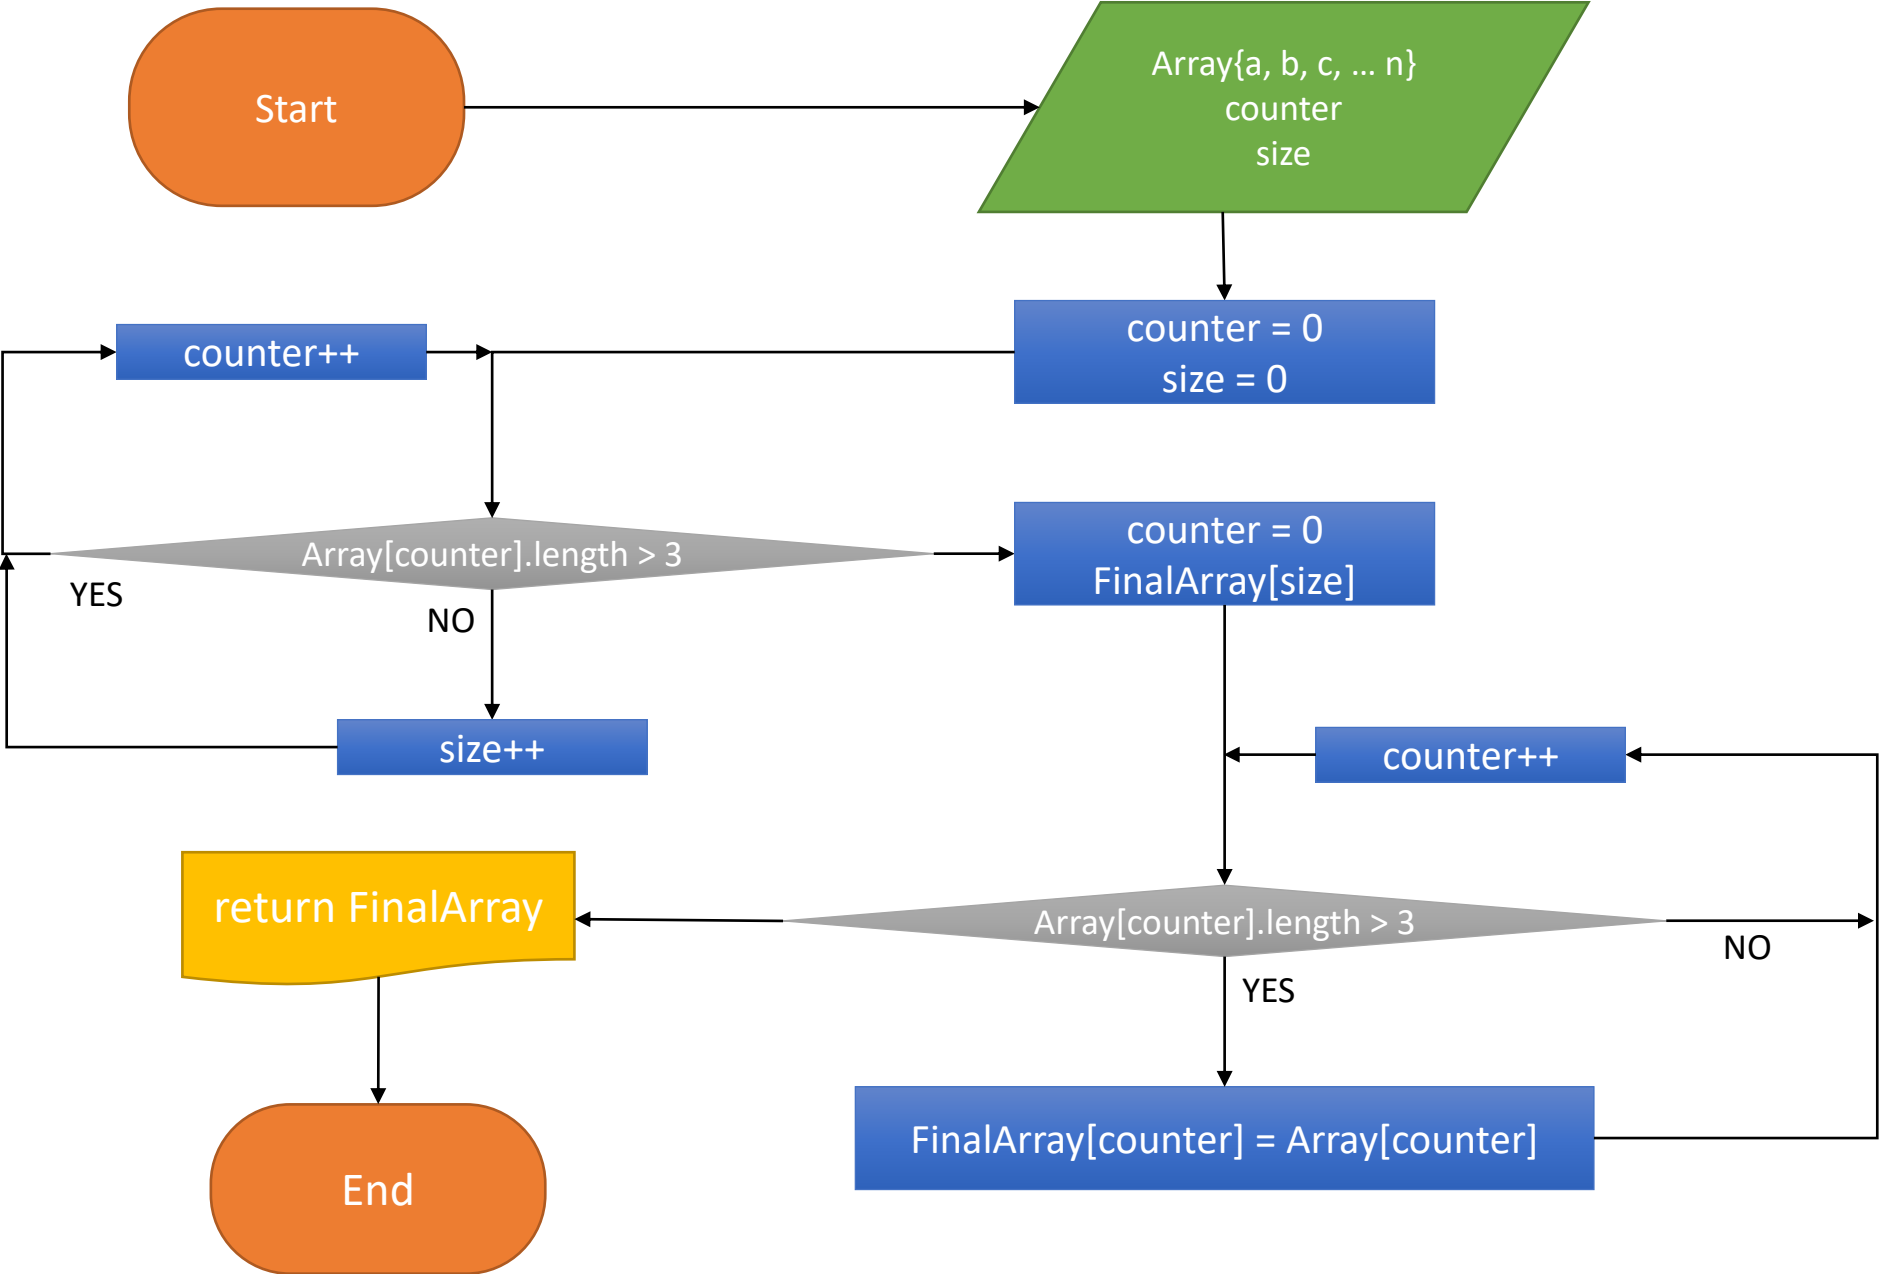 Start
Array{a, b, c, ... n}
counter
size
counter++
counter = 0
size = 0
Array[counter].length > 3
YES
NO
counter = 0
FinalArray[size]
size++
counter++
return FinalArray
Array[counter].length > 3
NO
YES
FinalArray[counter] = Array[counter]
End